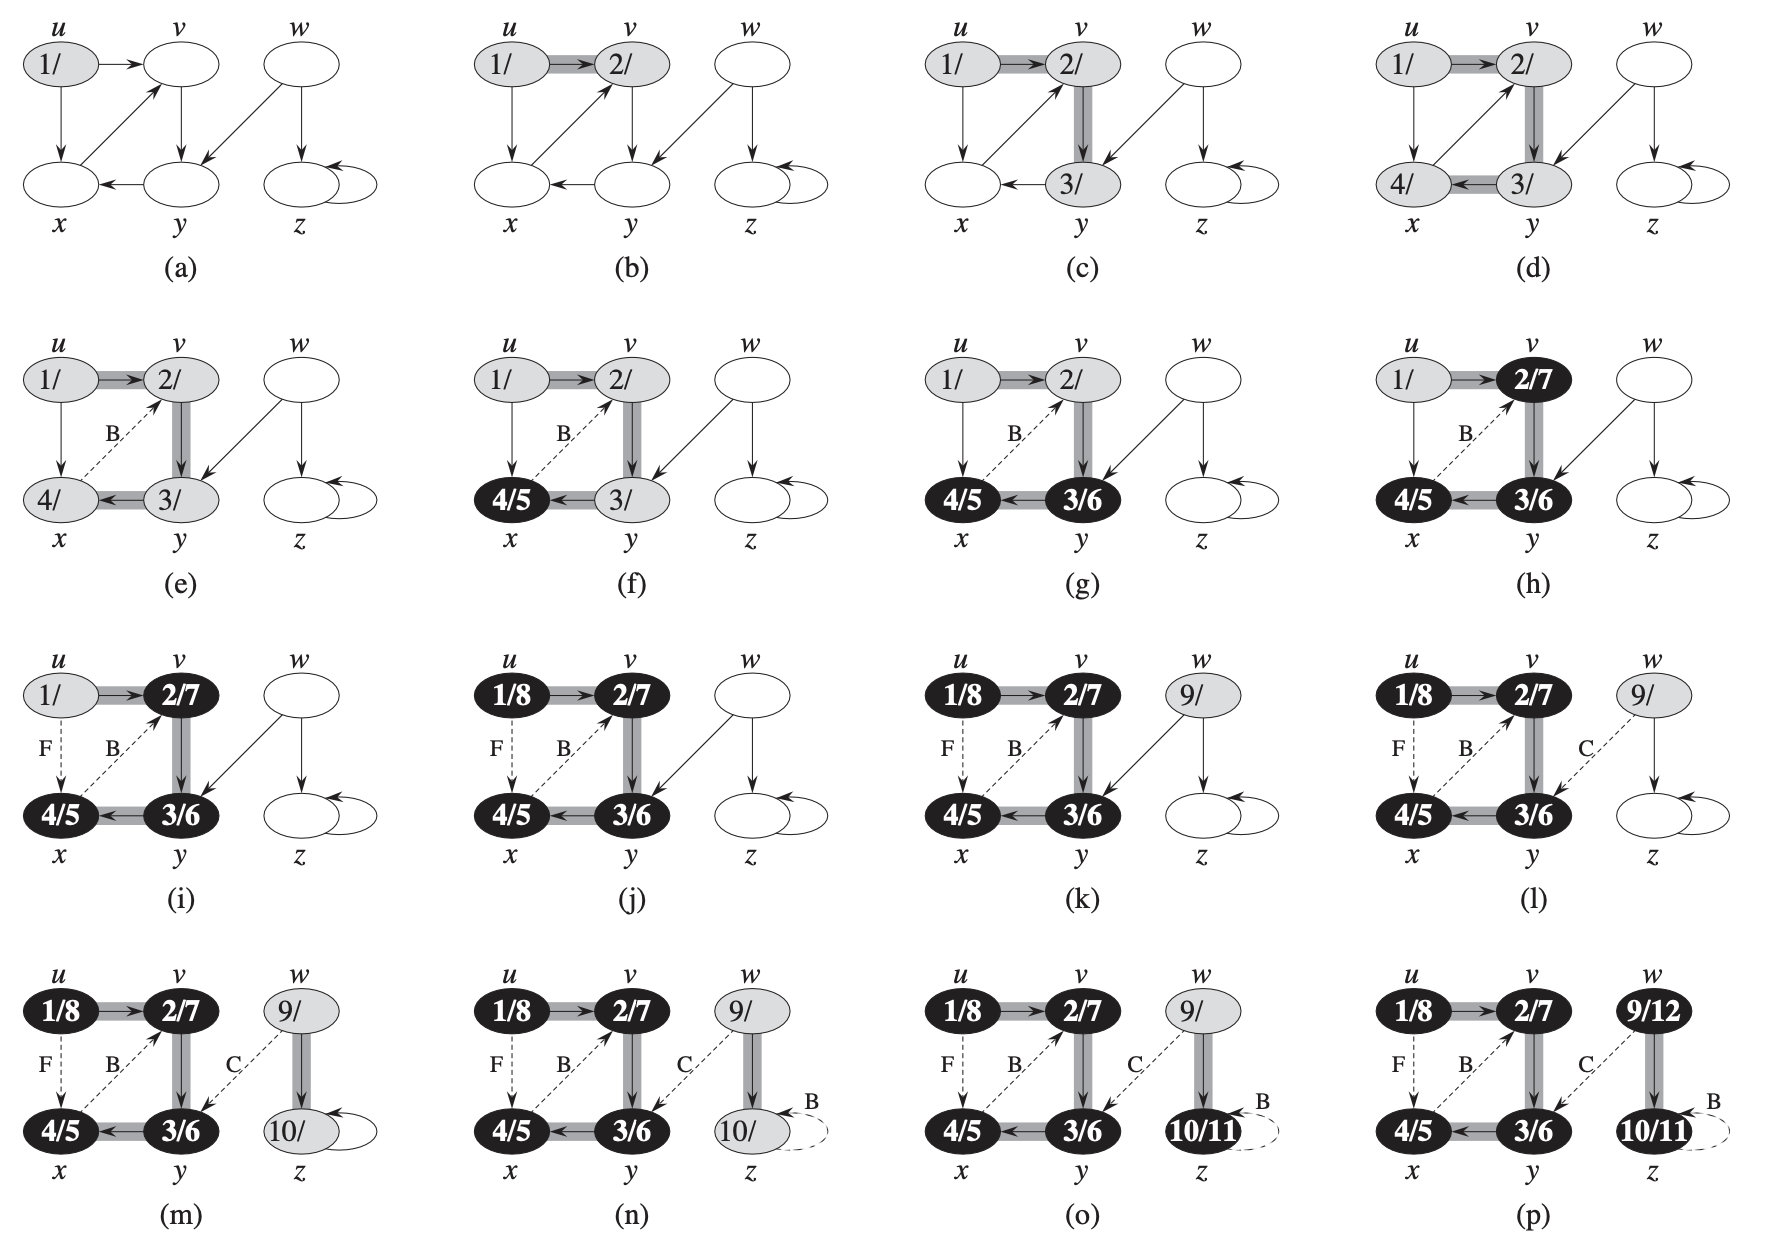 u v w u v w u v w u v w
1/ 1/ 2/ 1/ 2/ 1/ 2/
3/ 4/ 3/
x y z x y z x y z x y z
(a) (b) (c) (d)
u v w u v w u v w u v w
1/ 2/ 1/ 2/ 1/ 2/ 1/ 2/7
B B B B
4/ 3/ 4/5 3/ 4/5 3/6 4/5 3/6
x y z x y z x y z x y z
(e) (f) (g) (h)
u v w u v w u v w u v w
1/ 2/7 1/8 2/7 1/8 2/7 9/ 1/8 2/7 9/
F B F B F B F B C
4/5 3/6 4/5 3/6 4/5 3/6 4/5 3/6
x y z x y z x y z x y z
(i) (j) (k) (l)
u v w u v w u v w u v w
1/8 2/7 9/ 1/8 2/7 9/ 1/8 2/7 9/ 1/8 2/7 9/12
F B C F B C F B C F B C
B B B
4/5 3/6 10/ 4/5 3/6 10/ 4/5 3/6 10/11 4/5 3/6 10/11
x y z x y z x y z x y z
(m) (n) (o) (p)